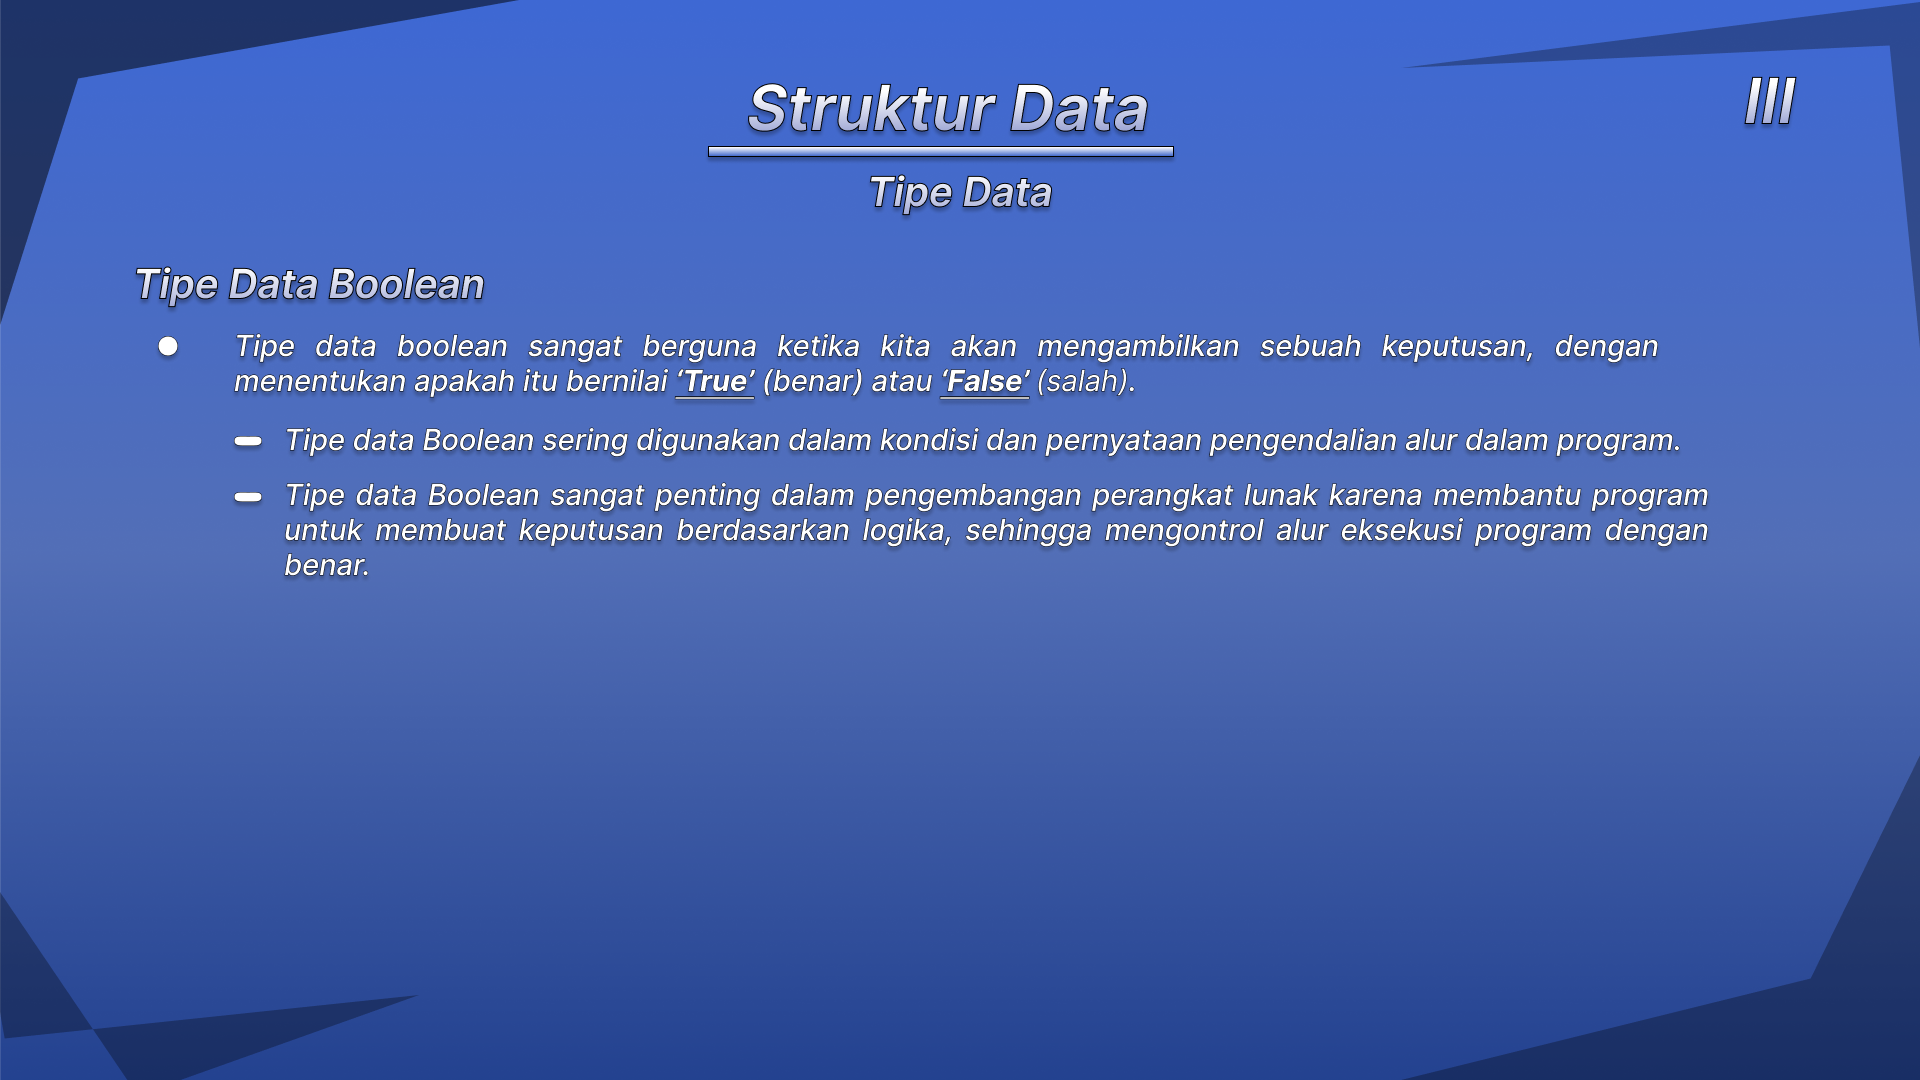 Struktur Data
III
Tipe Data
Tipe Data Boolean
Tipe data boolean sangat berguna ketika kita akan mengambilkan sebuah keputusan, dengan
menentukan apakah itu bernilai ‘True’ (benar) atau ‘False’ (salah).
Tipe data Boolean sering digunakan dalam kondisi dan pernyataan pengendalian alur dalam program.
Tipe data Boolean sangat penting dalam pengembangan perangkat lunak karena membantu program
untuk membuat keputusan berdasarkan logika, sehingga mengontrol alur eksekusi program dengan
benar.